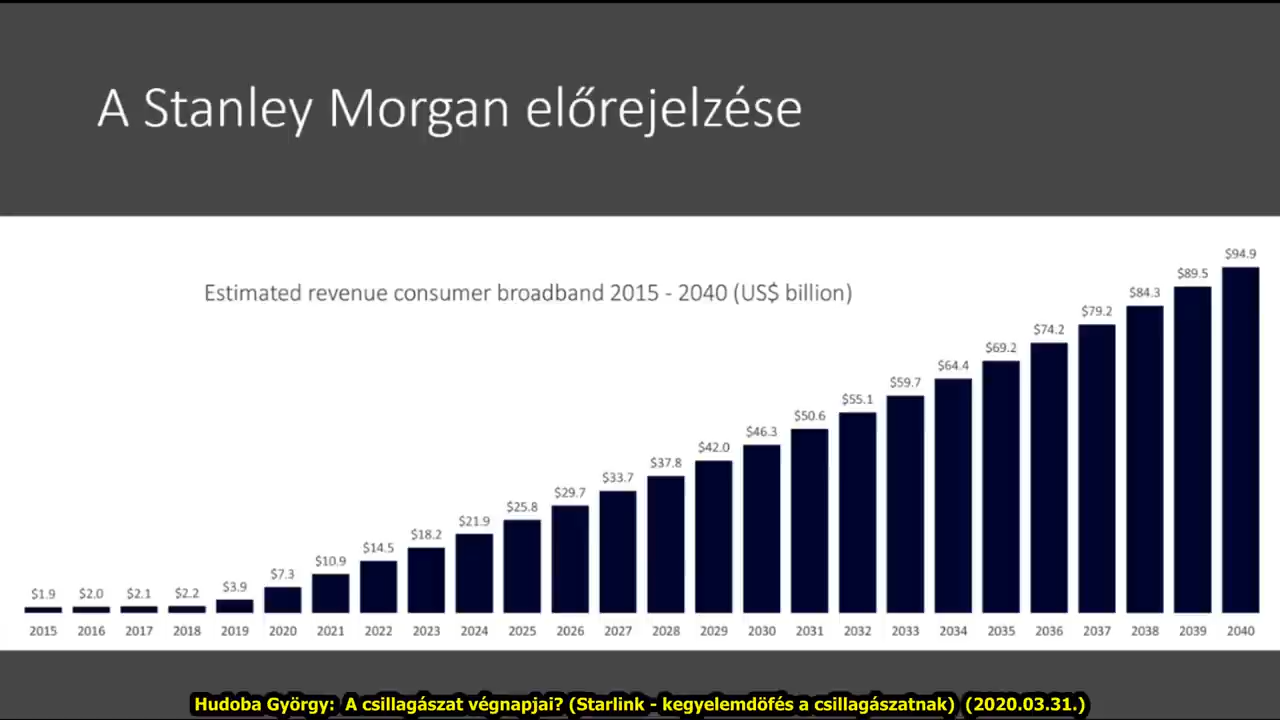 A Stanley Morgan előrejelzése
Estimated revenue consumer broadband 2015 - 2040 (US$ billion)
$1.9 $2.0 $2.1 $2.2 $3.9 $7.3 $10.9 $14.5 $18.2 $21.9 $25.8 $29.7 $33.7 $37.8 $42.0 $46.3 $50.6 $55.1 $59.7 $64.4 $69.2 $74.2 $79.2 $84.3 $89.5 $94.9
2015 2016 2017 2018 2019 2020 2021 2022 2023 2024 2025 2026 2027 2028 2029 2030 2031 2032 2033 2034 2035 2036 2037 2038 2039 2040
Hudoba György: A csillagászat végnapjai? (Starlink - kegyelemdöfés a csillagászatnak) (2020.03.31.)